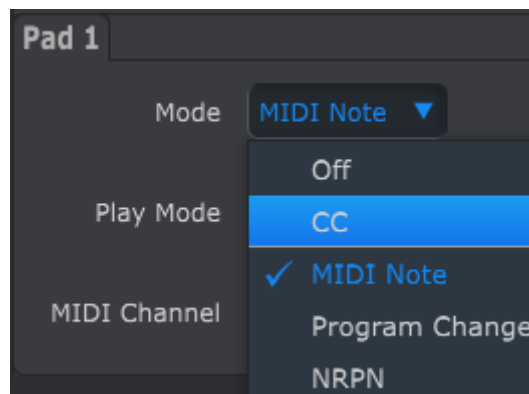 Pad 1
Mode MIDI Note
Off
Play Mode CC
MIDI Note
MIDI Channel
Program Change
NRPN